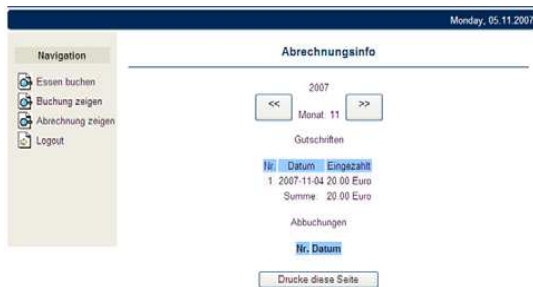 Monday, 05.11.2007
Navigation
Essen buchen
Buchung zeigen
Abrechnung zeigen
Logout
Abrechnungsinfo
2007
<< Monat: 11 >>
Gutschriften
Nr. Datum Eingezahlt
1 2007-11-04 20.00 Euro
Summe: 20.00 Euro
Abbuchungen
Nr. Datum
Drucke diese Seite